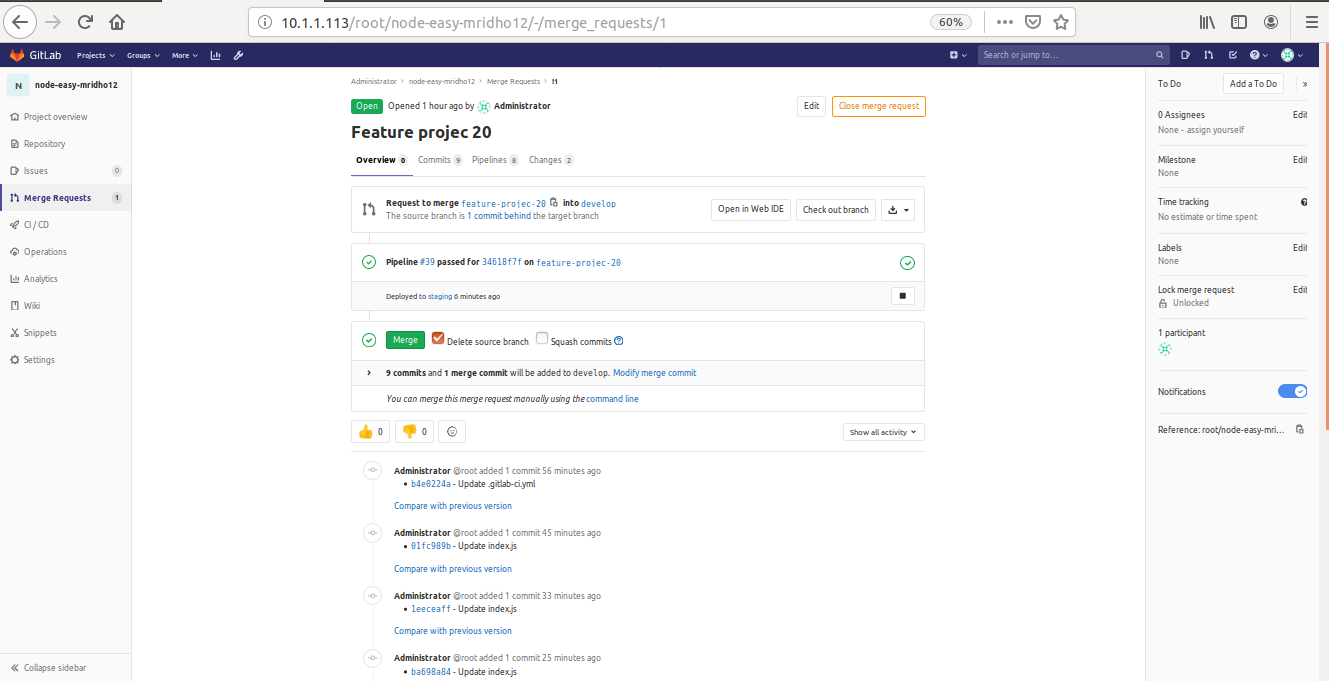 10.1.1.113/root/node-easy-mridho12/-/merge_requests/1
60%
GitLab Projects Groups More Search or jump to...
N node-easy-mridho12
Project overview
Repository
Issues 0
Merge Requests 1
CI / CD
Operations
Analytics
Wiki
Snippets
Settings
Collapse sidebar
Administrator › node-easy-mridho12 › Merge Requests › !1
Open Opened 1 hour ago by Administrator Edit Close merge request
Feature projec 20
Overview 0 Commits 9 Pipelines 8 Changes 2
Request to merge feature-projec-20 into develop
The source branch is 1 commit behind the target branch
Open in Web IDE Check out branch
Pipeline #39 passed for 34618f7f on feature-projec-20
Deployed to staging 6 minutes ago
Merge Delete source branch Squash commits
9 commits and 1 merge commit will be added to develop. Modify merge commit
You can merge this merge request manually using the command line
0 0 Show all activity
Administrator @root added 1 commit 56 minutes ago
• b4e0224a - Update .gitlab-ci.yml
Compare with previous version
Administrator @root added 1 commit 45 minutes ago
• 01fc989b - Update index.js
Compare with previous version
Administrator @root added 1 commit 33 minutes ago
• 1eeceaff - Update index.js
Compare with previous version
Administrator @root added 1 commit 25 minutes ago
• ba698a84 - Update index.js
To Do Add a To Do »
0 Assignees Edit
None - assign yourself
Milestone Edit
None
Time tracking
No estimate or time spent
Labels Edit
None
Lock merge request Edit
Unlocked
1 participant
Notifications
Reference: root/node-easy-mri...